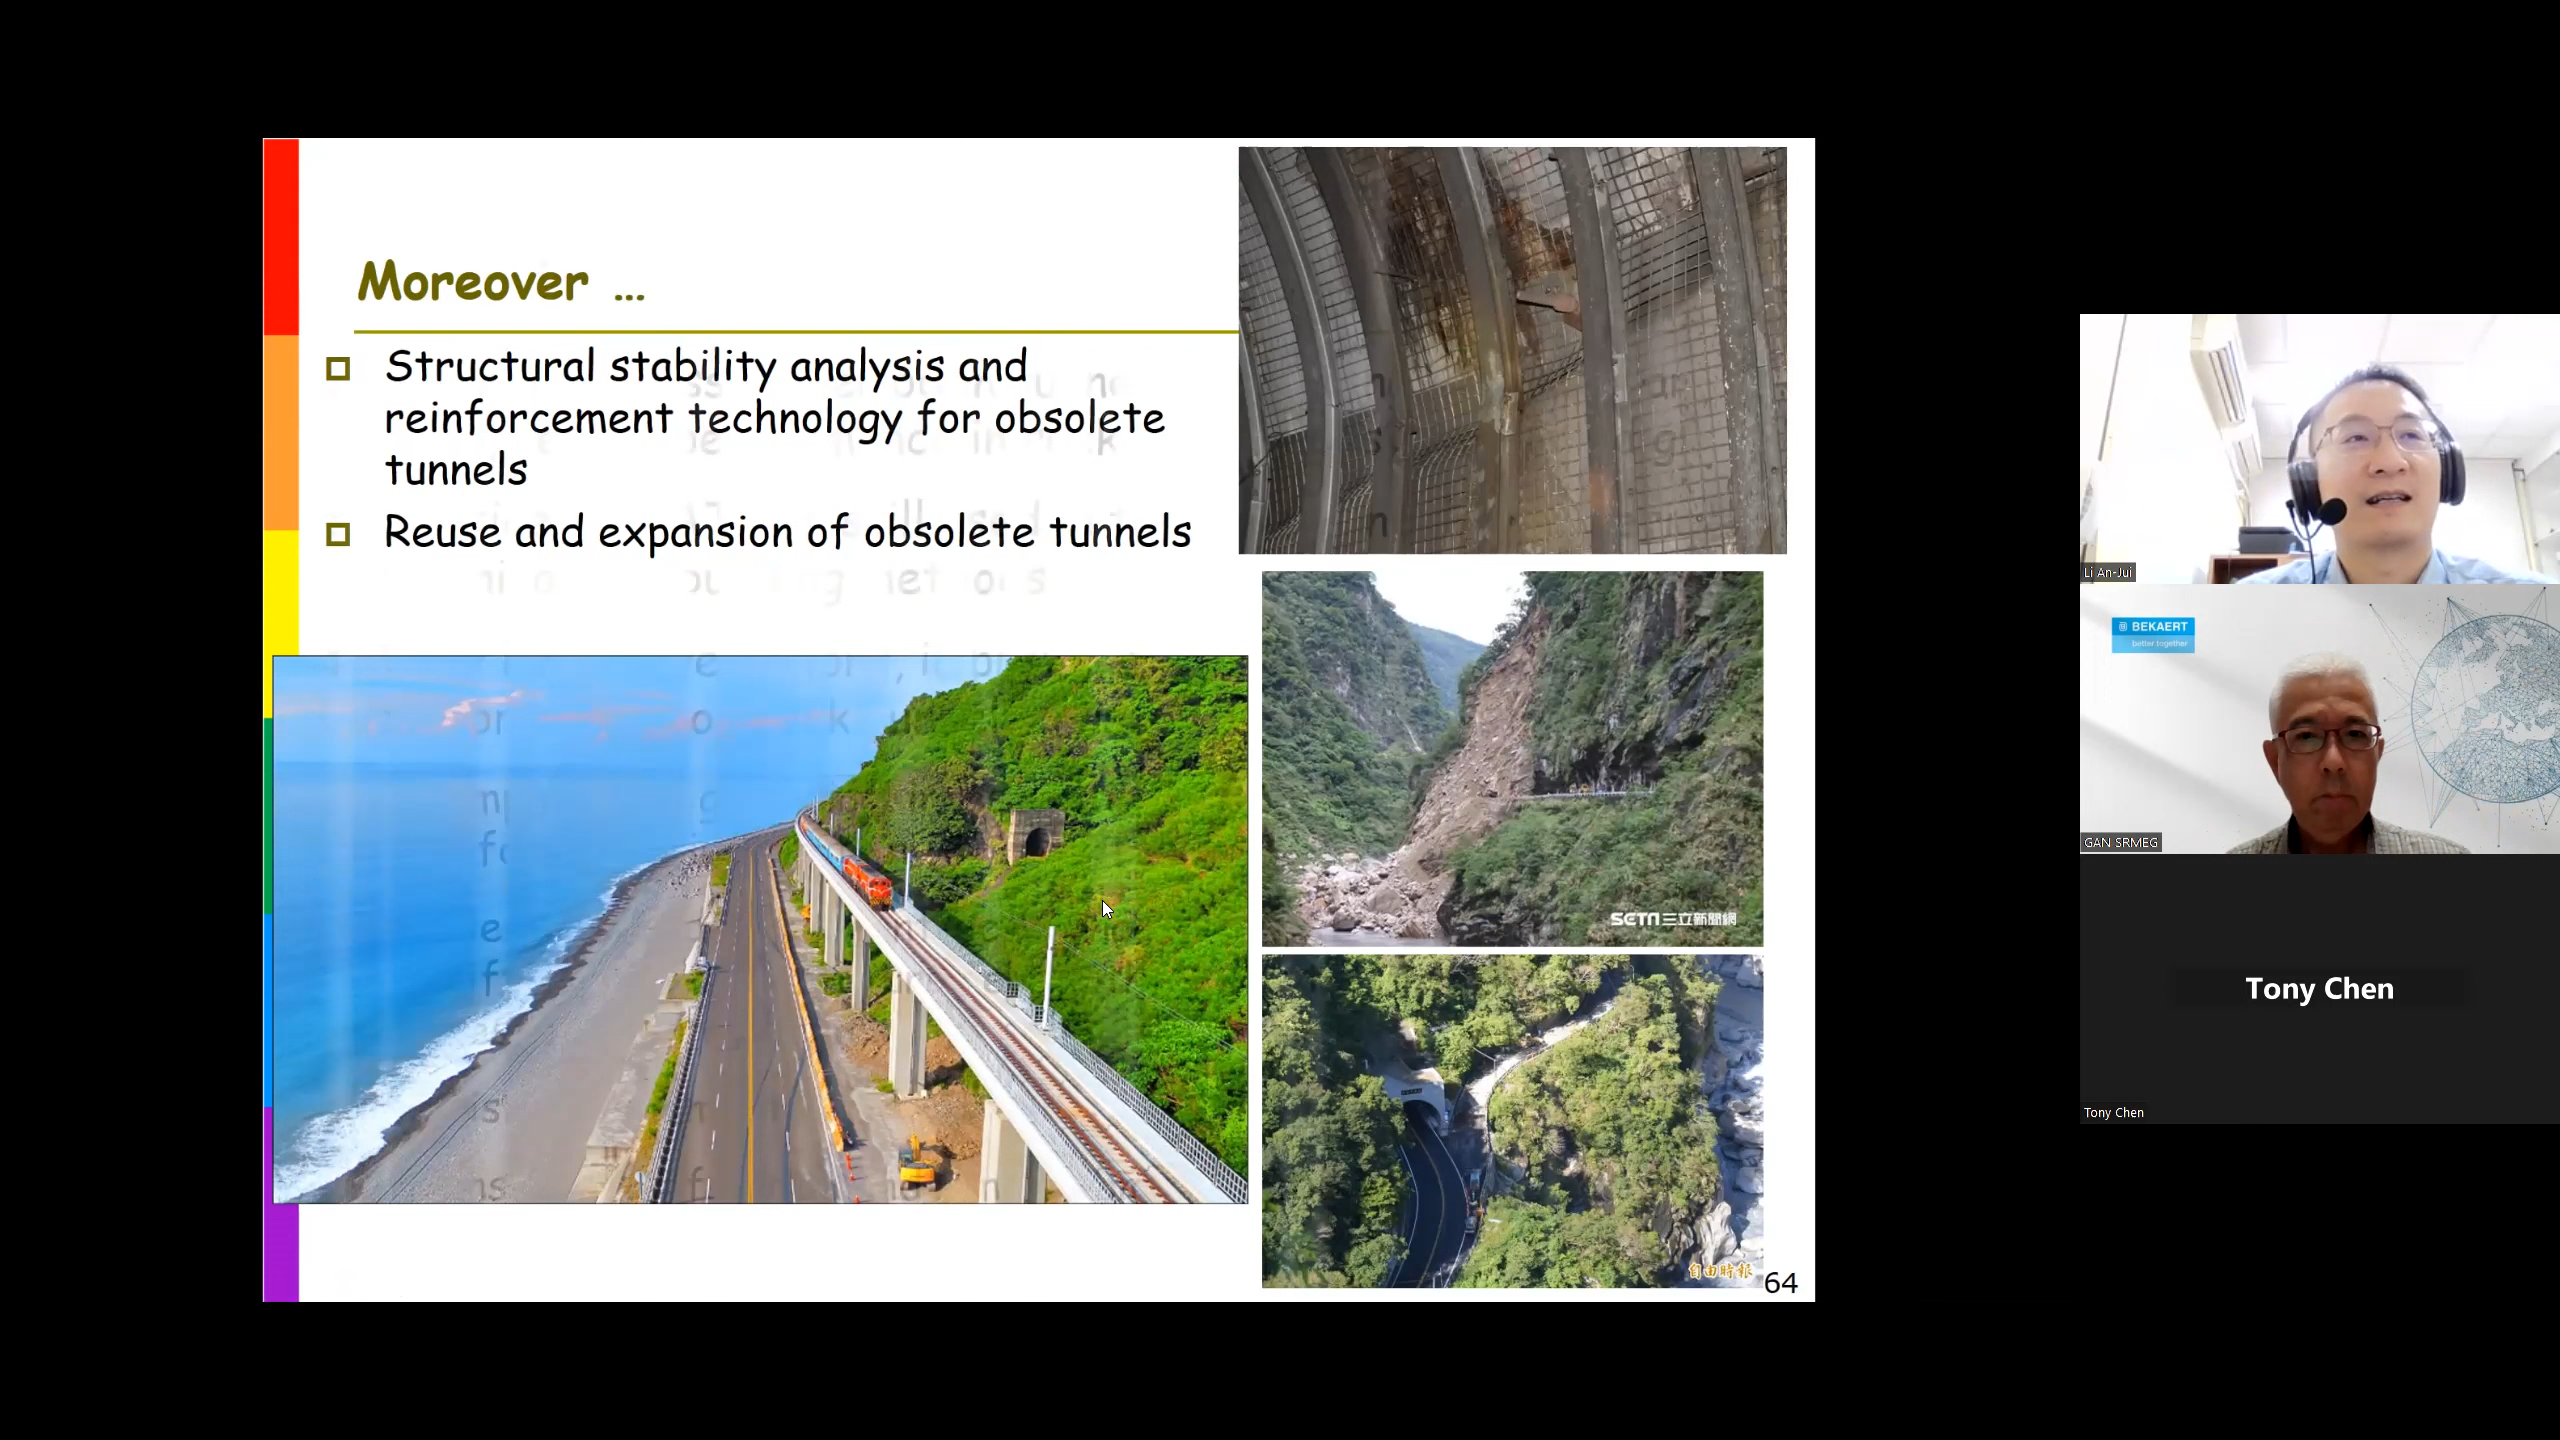 Moreover ...
Structural stability analysis and
reinforcement technology for obsolete
tunnels
Reuse and expansion of obsolete tunnels
SETN三立新聞網
自由時報
64
Li An-Jui
BEKAERT
better together
GAN SRMEG
Tony Chen
Tony Chen